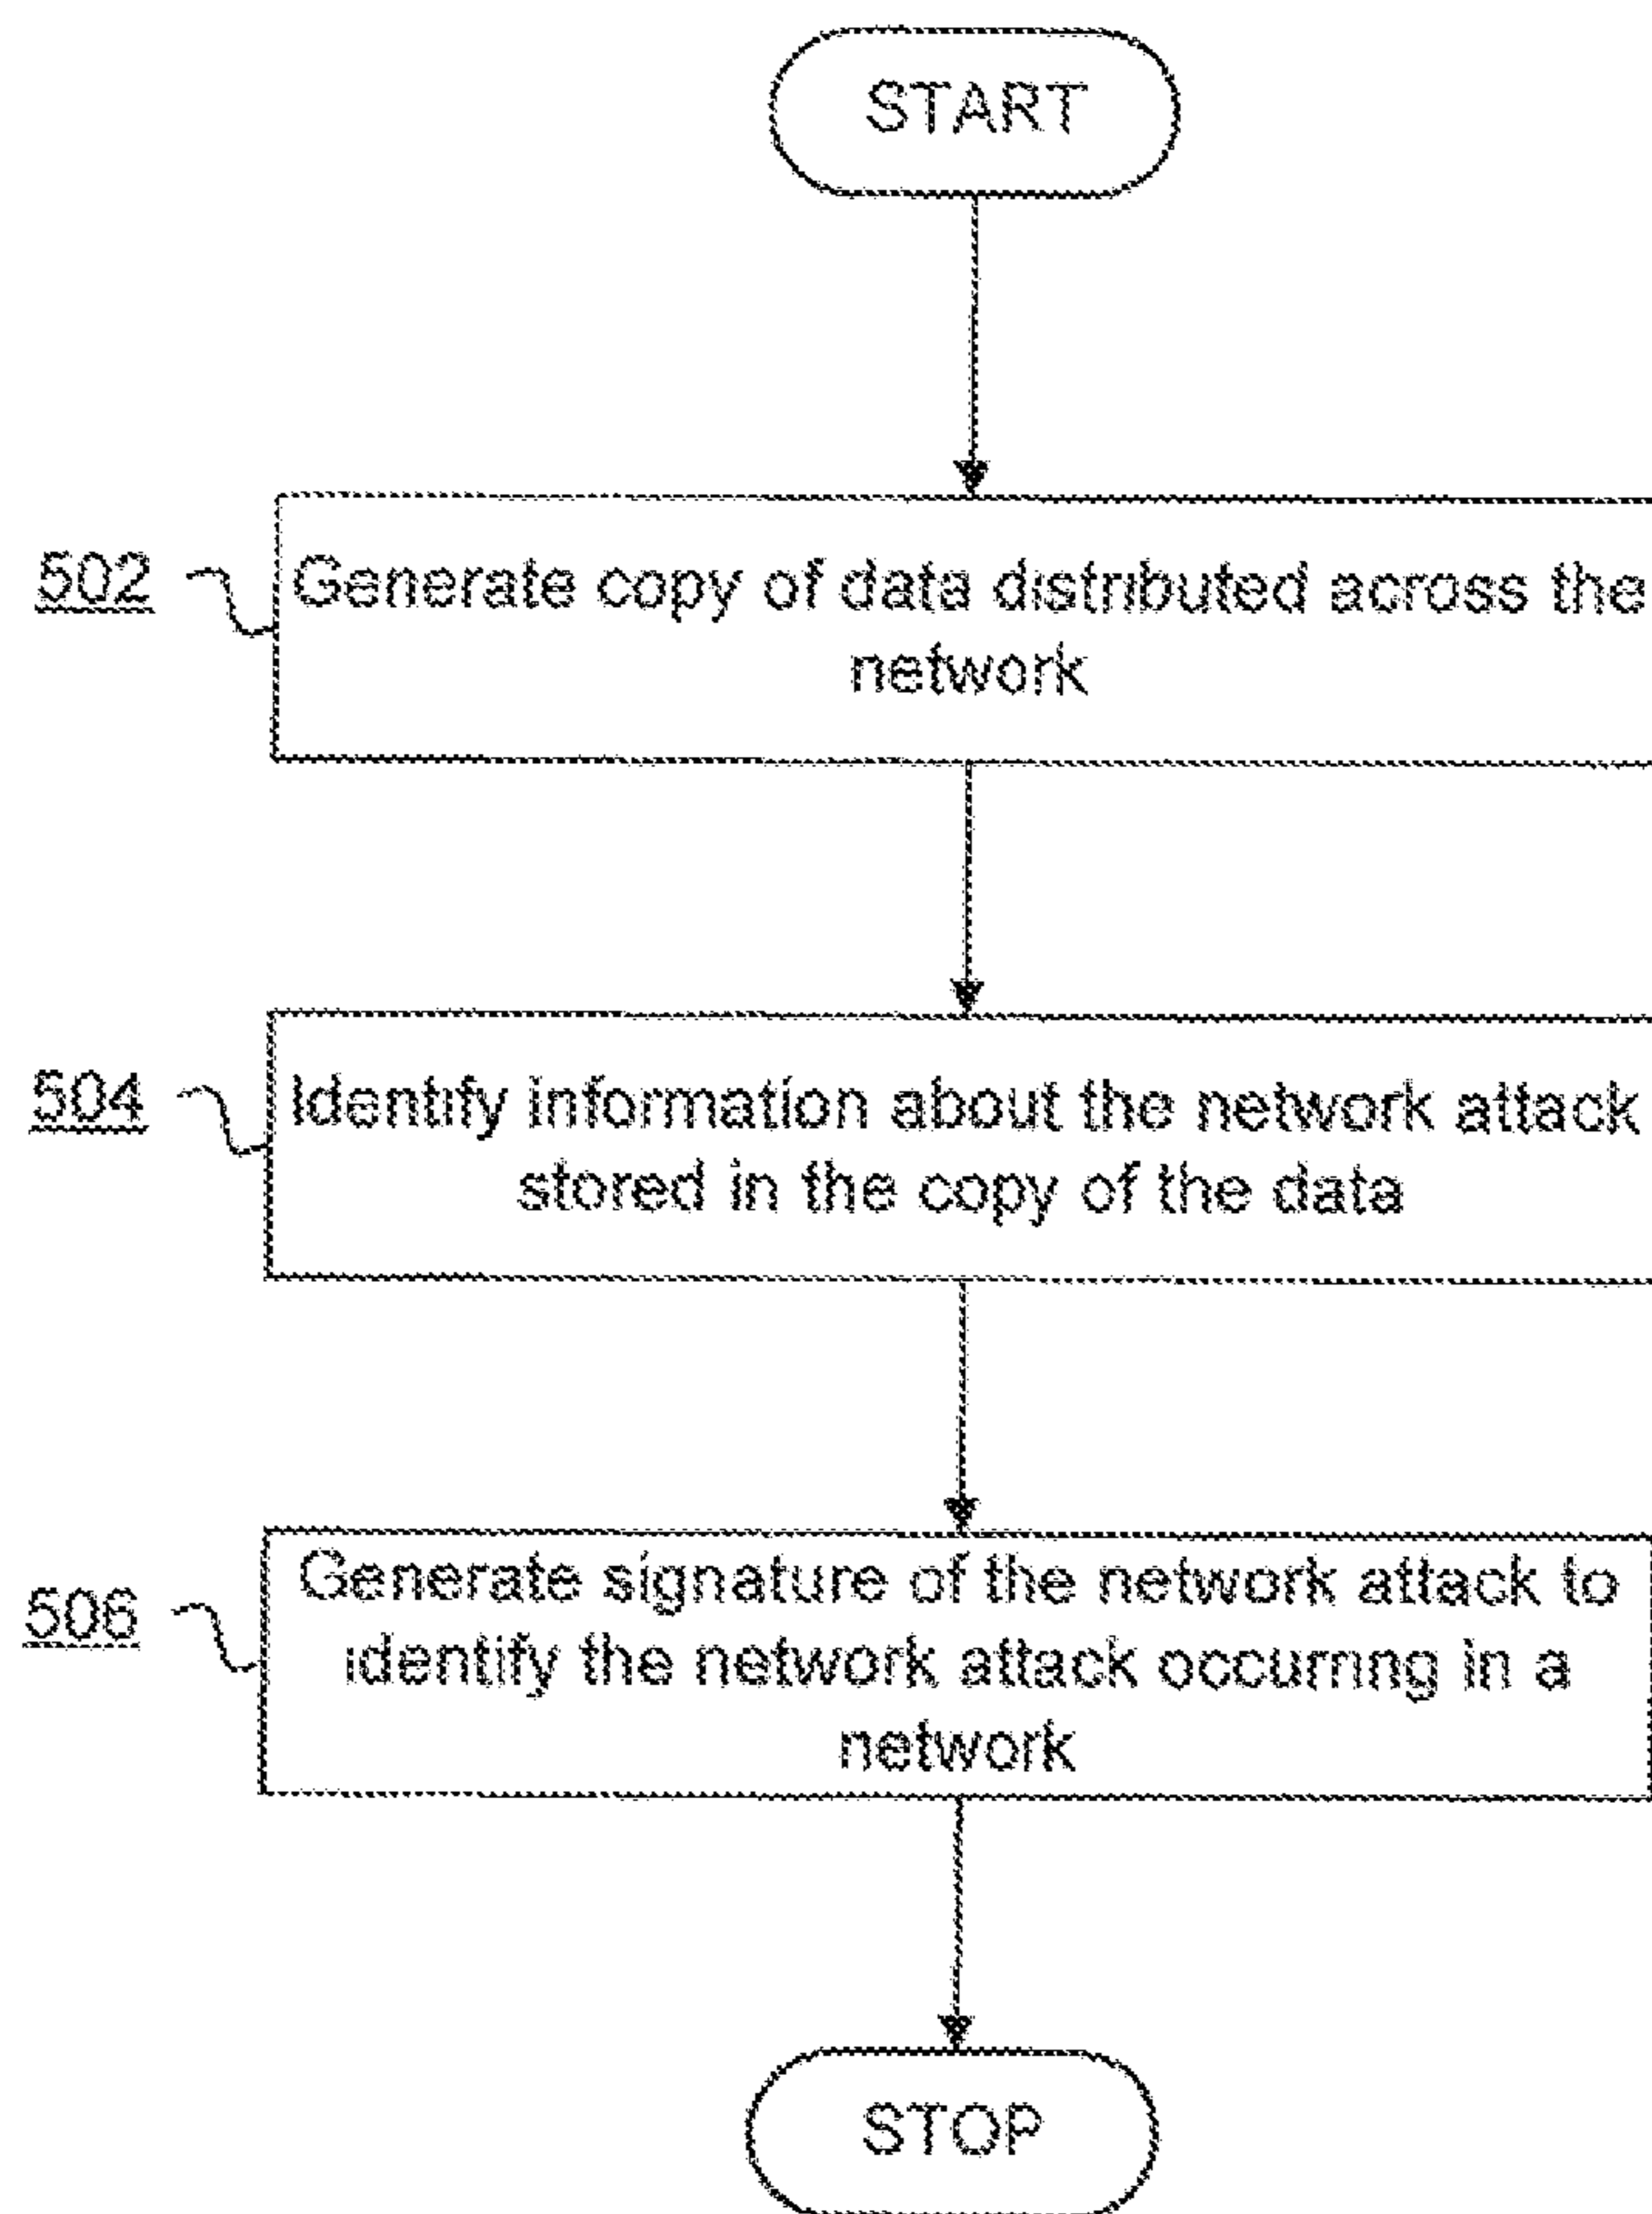 START
502
Generate copy of data distributed across the
network
504
Identify information about the network attack
stored in the copy of the data
506
Generate signature of the network attack to
identify the network attack occurring in a
network
STOP